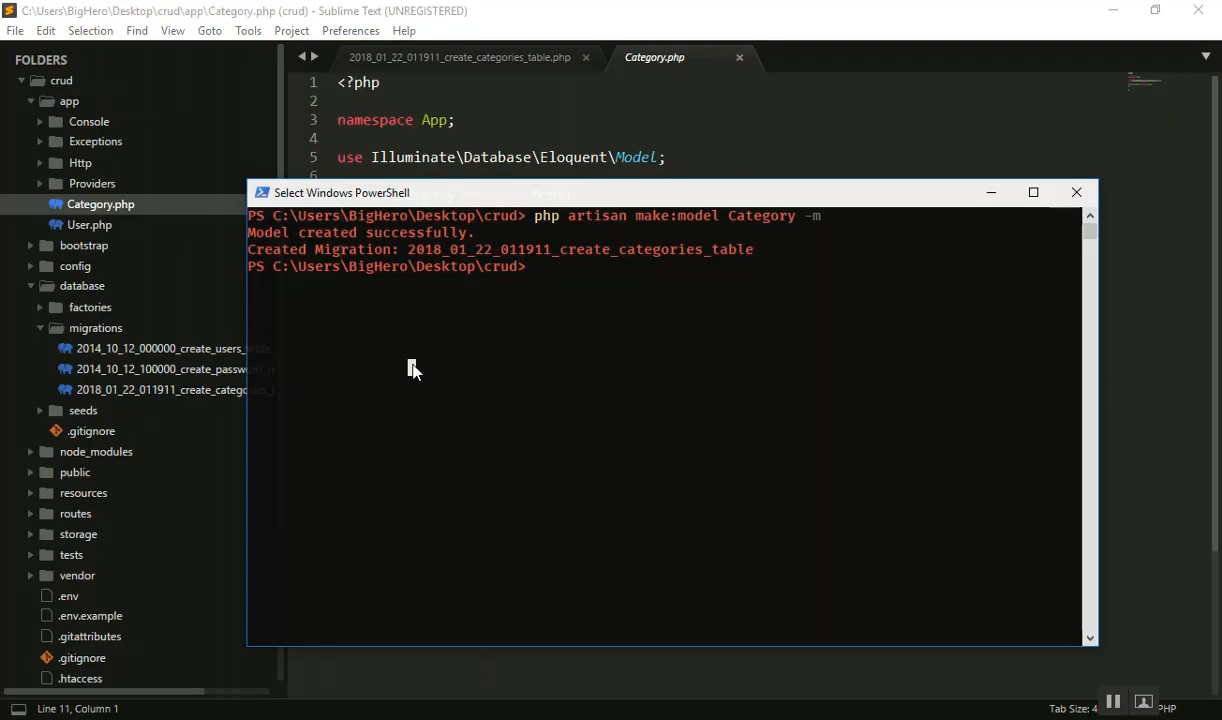 C:\Users\BigHero\Desktop\crud\app\Category.php (crud) - Sublime Text (UNREGISTERED)
File Edit Selection Find View Goto Tools Project Preferences Help
FOLDERS
crud
app
Console
Exceptions
Http
Providers
Category.php
User.php
bootstrap
config
database
factories
migrations
2014_10_12_000000_create_users_
2014_10_12_100000_create_passw
2018_01_22_011911_create_categ
seeds
.gitignore
node_modules
public
resources
routes
storage
tests
vendor
.env
.env.example
.gitattributes
.gitignore
.htaccess
2018_01_22_011911_create_categories_table.php
Category.php
1 <?php
2
3 namespace App;
4
5 use Illuminate\Database\Eloquent\Model;
6
Select Windows PowerShell
PS C:\Users\BigHero\Desktop\crud> php artisan make:model Category -m
Model created successfully.
Created Migration: 2018_01_22_011911_create_categories_table
PS C:\Users\BigHero\Desktop\crud>
Line 11, Column 1
Tab Size: 4
PHP